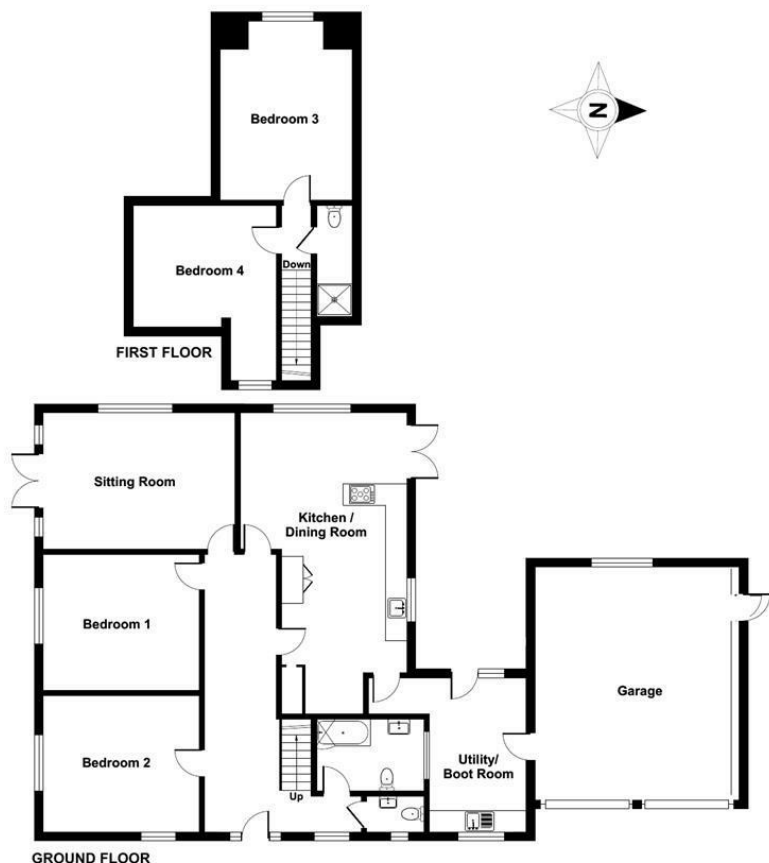 Bedroom 3
N
Bedroom 4
Down
FIRST FLOOR
Sitting Room
Kitchen /
Dining Room
Bedroom 1
Garage
Bedroom 2
Utility/
Boot Room
Up
GROUND FLOOR